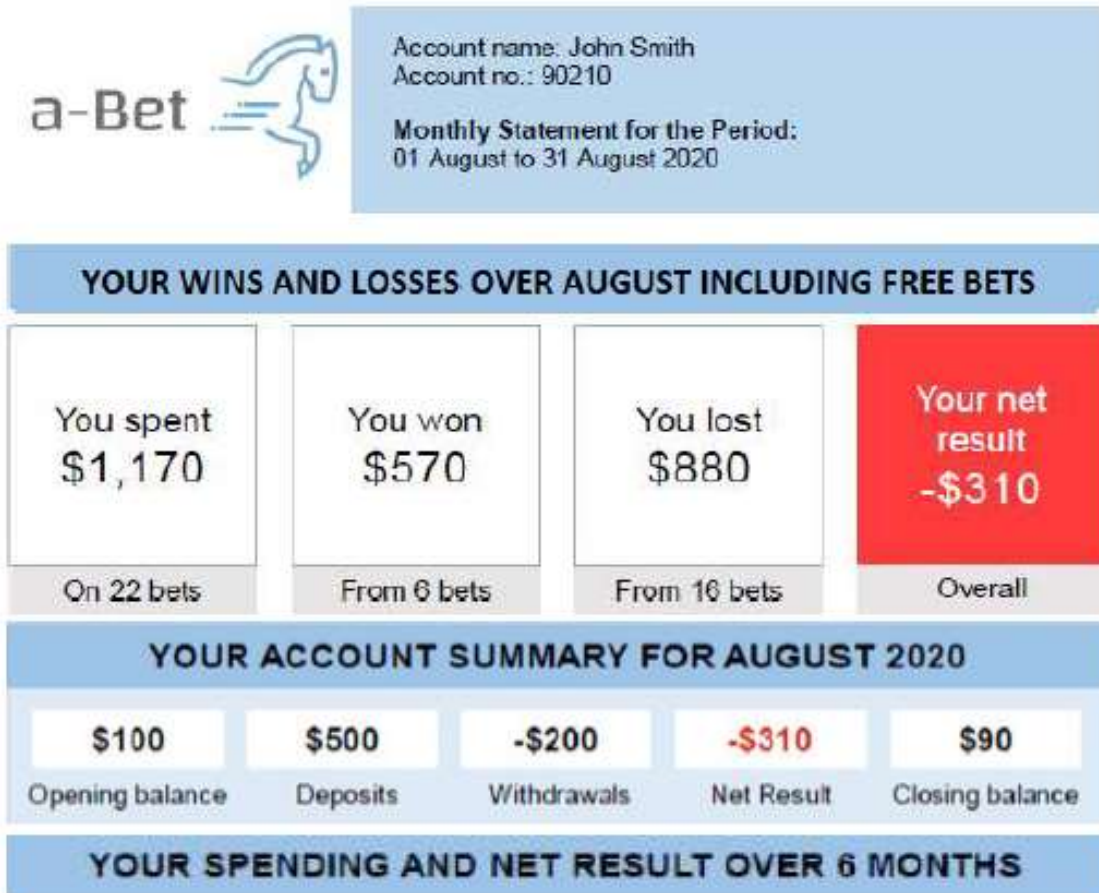 a-Bet
Account name: John Smith
Account no.: 90210
Monthly Statement for the Period:
01 August to 31 August 2020
YOUR WINS AND LOSSES OVER AUGUST INCLUDING FREE BETS
You spent
$1,170
On 22 bets
You won
$570
From 6 bets
You lost
$880
From 16 bets
Your net
result
-$310
Overall
YOUR ACCOUNT SUMMARY FOR AUGUST 2020
$100
Opening balance
$500
Deposits
-$200
Withdrawals
-$310
Net Result
$90
Closing balance
YOUR SPENDING AND NET RESULT OVER 6 MONTHS